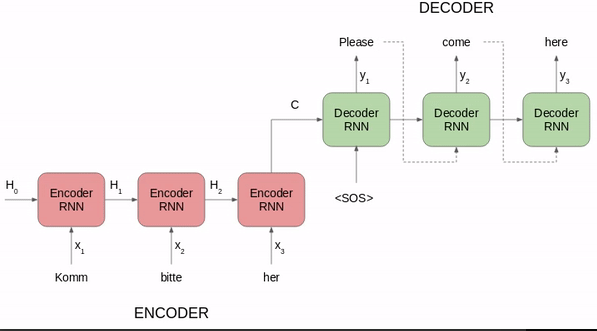 DECODER
Please
come
here
y1
y2
y3
C
Decoder
RNN
Decoder
RNN
Decoder
RNN
<SOS>
H0
H1
H2
Encoder
RNN
Encoder
RNN
Encoder
RNN
x1
x2
x3
Komm
bitte
her
ENCODER